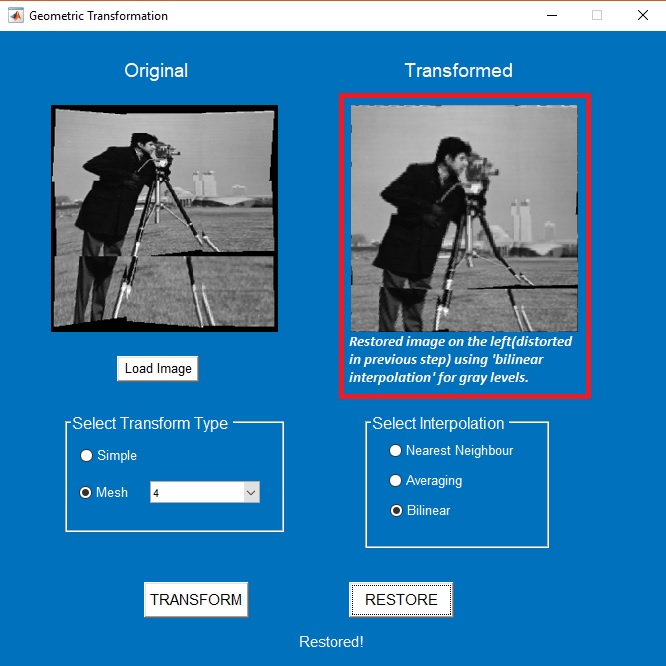 Geometric Transformation
Original
Transformed
Restored image on the left(distorted
in previous step) using 'bilinear
interpolation' for gray levels.
Load Image
Select Transform Type
Simple
Mesh
4
Select Interpolation
Nearest Neighbour
Averaging
Bilinear
TRANSFORM
RESTORE
Restored!